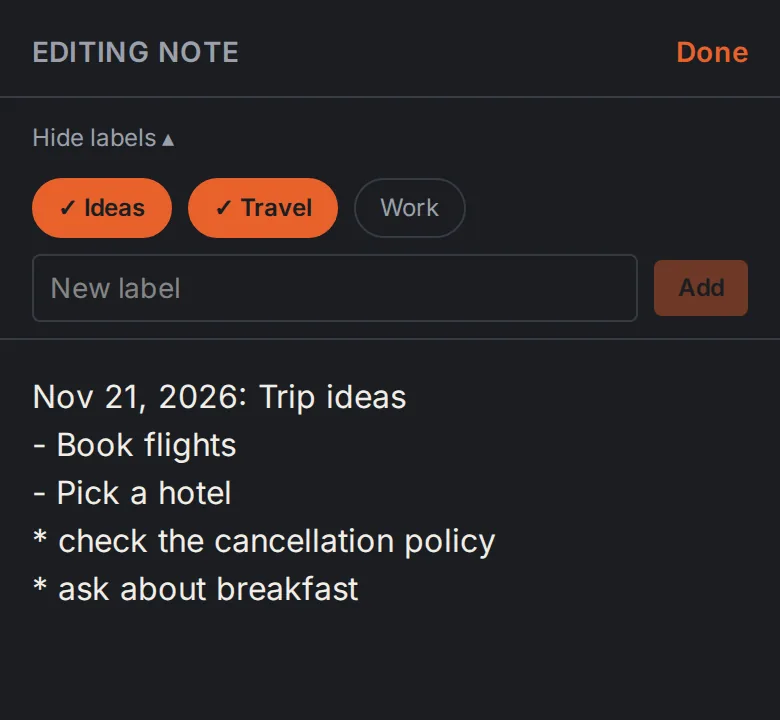 EDITING NOTE Done
Hide labels ▴
✓ Ideas ✓ Travel Work
New label Add
Nov 21, 2026: Trip ideas
- Book flights
- Pick a hotel
* check the cancellation policy
* ask about breakfast